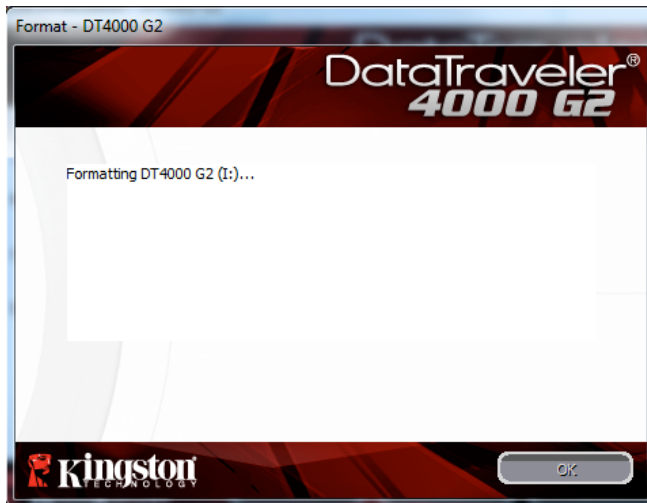 Format - DT4000 G2
DataTraveler®
4000 G2
Formatting DT4000 G2 (I:)...
Kingston
TECHNOLOGY
OK